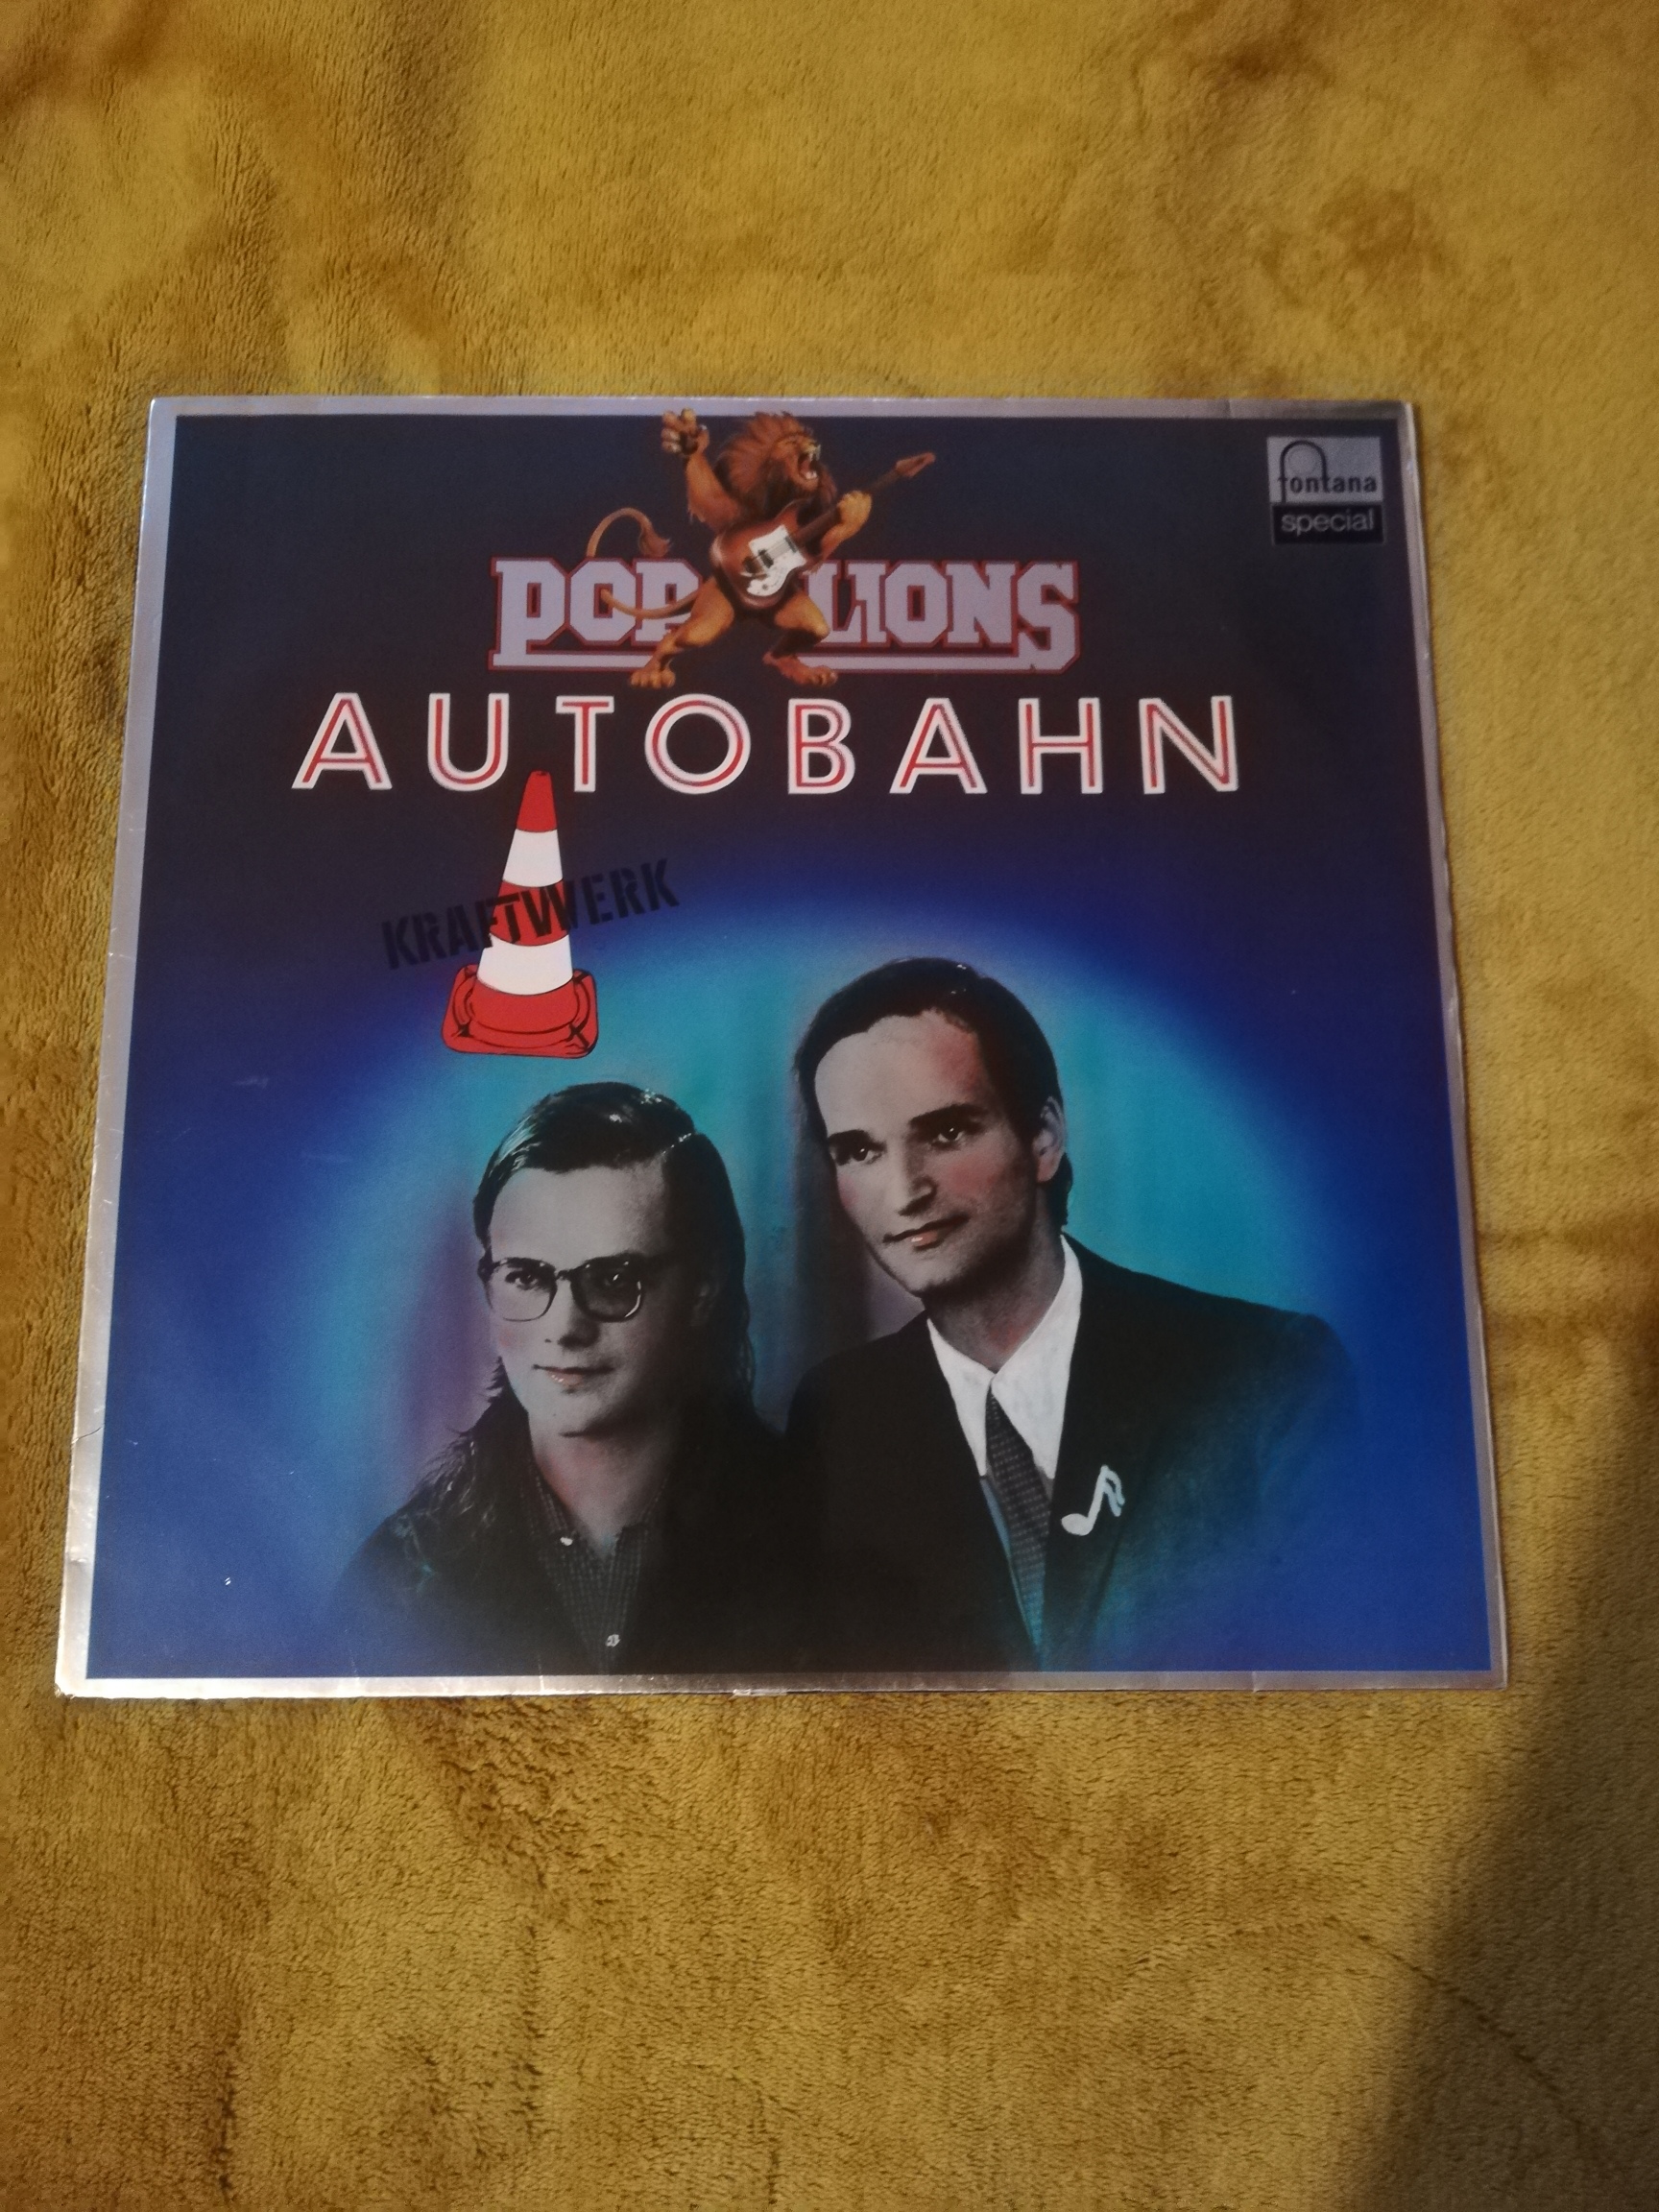 fontana
special
POP LIONS
AUTOBAHN
KRAFTWERK